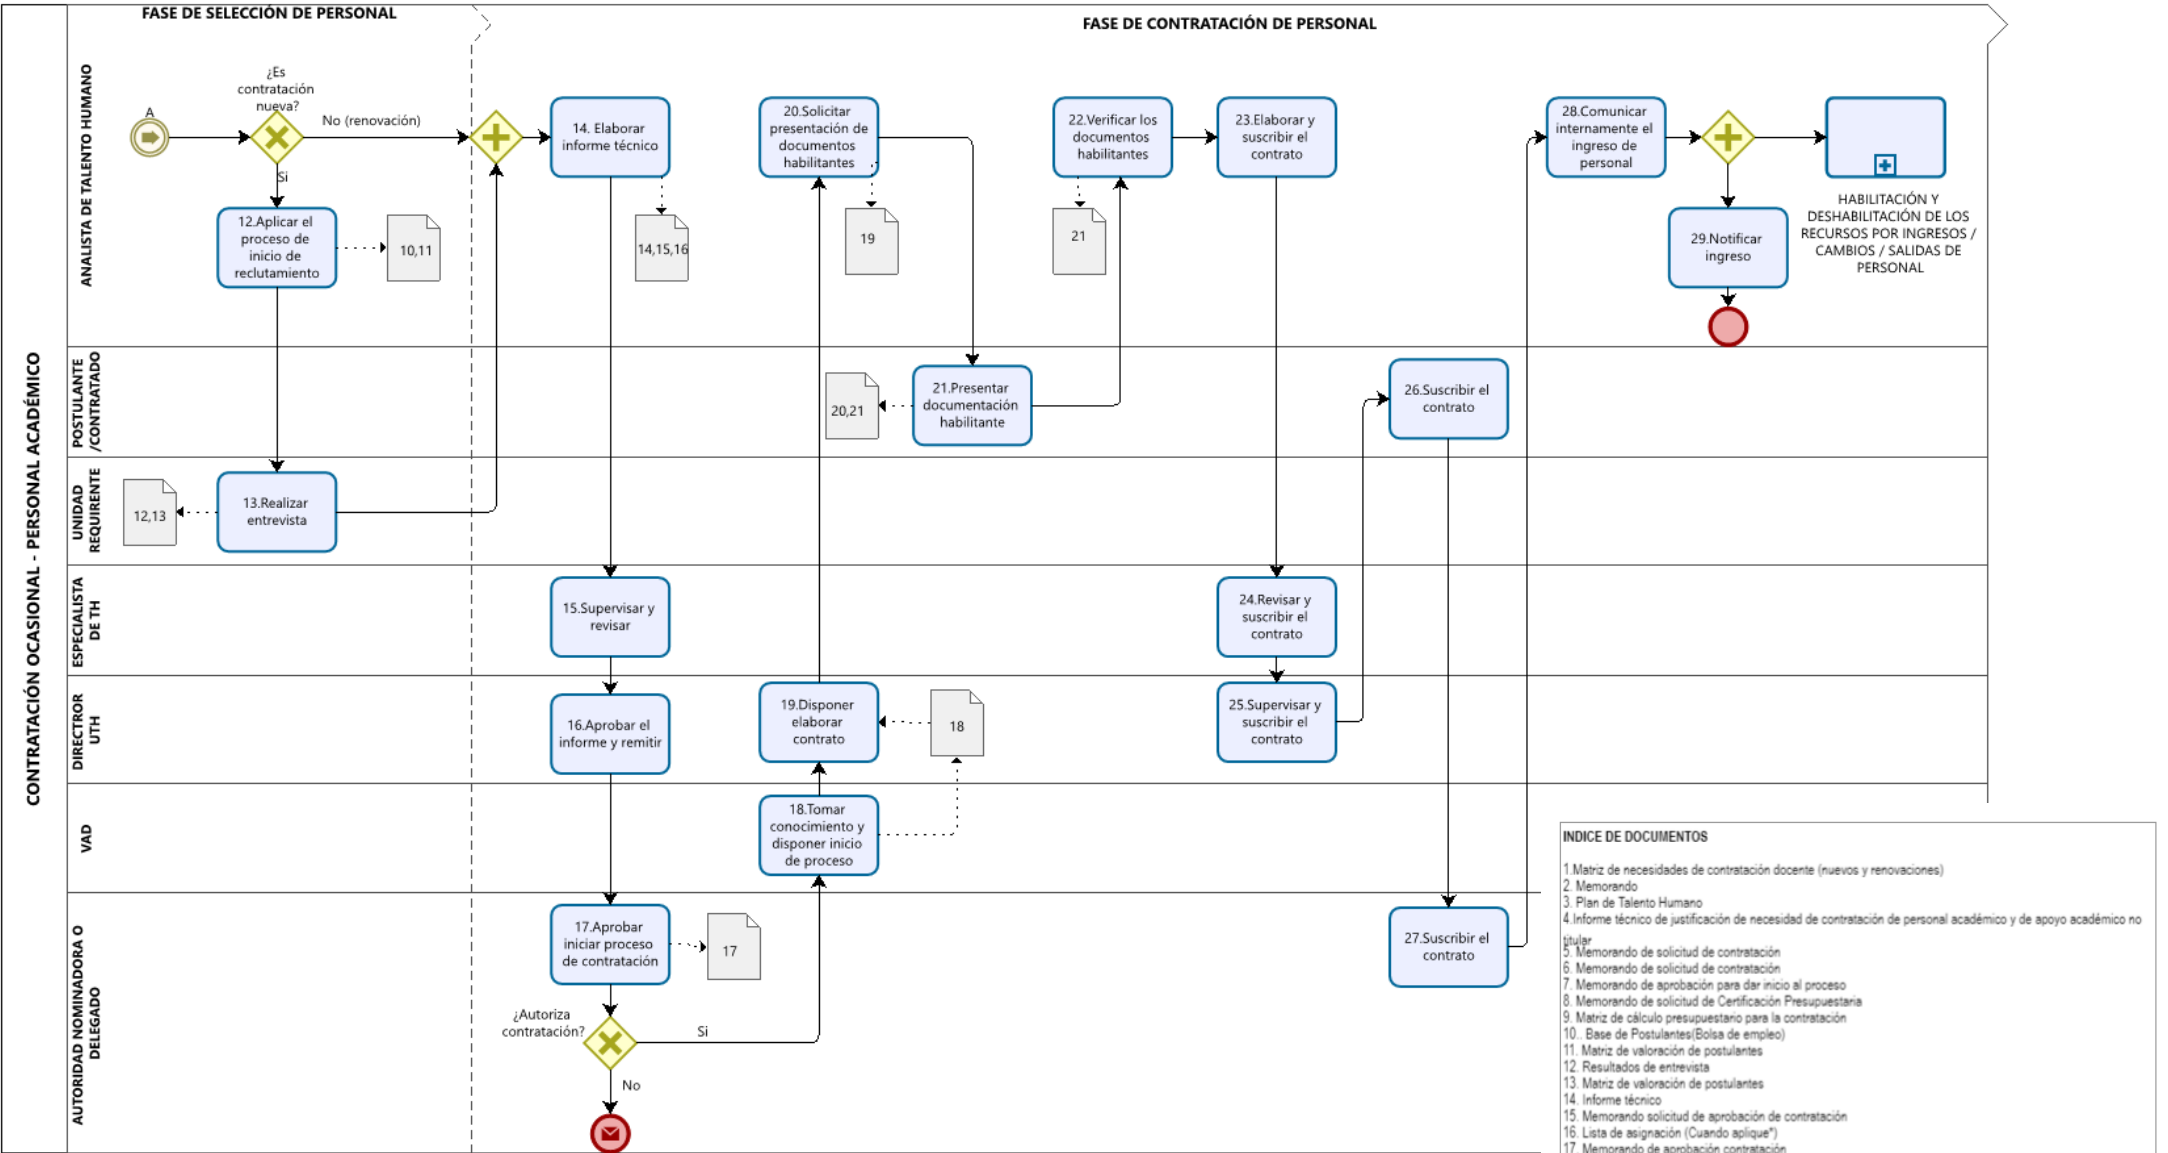 FASE DE SELECCIÓN DE PERSONAL
FASE DE CONTRATACIÓN DE PERSONAL
CONTRATACIÓN OCASIONAL - PERSONAL ACADÉMICO
ANALISTA DE TALENTO HUMANO
A
¿Es
contratación
nueva?
No (renovación)
Si
12.Aplicar el
proceso de
inicio de
reclutamiento
10,11
14. Elaborar
informe técnico
14,15,16
20.Solicitar
presentación de
documentos
habilitantes
19
22.Verificar los
documentos
habilitantes
21
23.Elaborar y
suscribir el
contrato
28.Comunicar
internamente el
ingreso de
personal
29.Notificar
ingreso
HABILITACIÓN Y
DESHABILITACIÓN DE LOS
RECURSOS POR INGRESOS /
CAMBIOS / SALIDAS DE
PERSONAL
POSTULANTE
/CONTRATADO
20,21
21.Presentar
documentación
habilitante
26.Suscribir el
contrato
UNIDAD
REQUIRENTE
12,13
13.Realizar
entrevista
ESPECIALISTA
DE TH
15.Supervisar y
revisar
24.Revisar y
suscribir el
contrato
DIRECTROR
UTH
16.Aprobar el
informe y remitir
19.Disponer
elaborar
contrato
18
25.Supervisar y
suscribir el
contrato
VAD
18.Tomar
conocimiento y
disponer inicio
de proceso
AUTORIDAD NOMINADORA O
DELEGADO
17.Aprobar
iniciar proceso
de contratación
17
¿Autoriza
contratación?
Si
No
27.Suscribir el
contrato
INDICE DE DOCUMENTOS
1.Matriz de necesidades de contratación docente (nuevos y renovaciones)
2. Memorando
3. Plan de Talento Humano
4.Informe técnico de justificación de necesidad de contratación de personal académico y de apoyo académico no
titular
5. Memorando de solicitud de contratación
6. Memorando de solicitud de contratación
7. Memorando de aprobación para dar inicio al proceso
8. Memorando de solicitud de Certificación Presupuestaria
9. Matriz de cálculo presupuestario para la contratación
10.. Base de Postulantes(Bolsa de empleo)
11. Matriz de valoración de postulantes
12. Resultados de entrevista
13. Matriz de valoración de postulantes
14. Informe técnico
15. Memorando solicitud de aprobación de contratación
16. Lista de asignación (Cuando aplique*)
17. Memorando de aprobación contratación